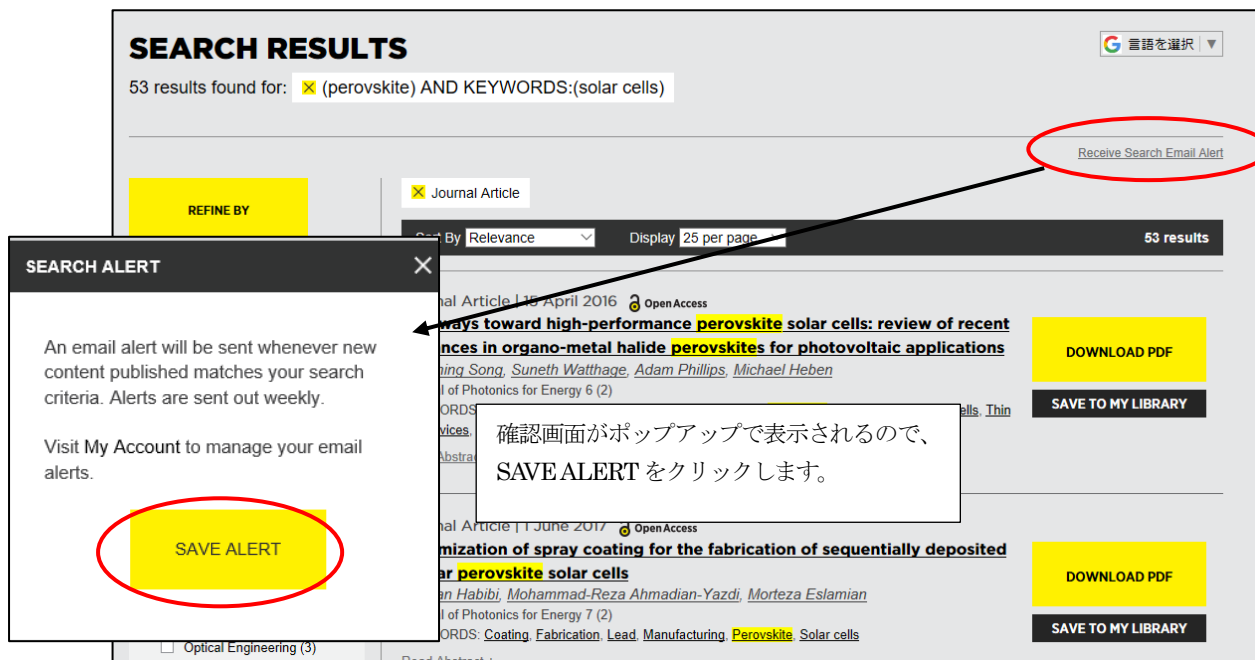 SEARCH RESULTS
G 言語を選択 ▼
53 results found for: (perovskite) AND KEYWORDS:(solar cells)
Receive Search Email Alert
REFINE BY
Journal Article
By Relevance Display 25 per page 53 results
SEARCH ALERT
An email alert will be sent whenever new
content published matches your search
criteria. Alerts are sent out weekly.
Visit My Account to manage your email
alerts.
SAVE ALERT
Article | 15 April 2016 Open Access
toward high-performance perovskite solar cells: review of recent
in organo-metal halide perovskites for photovoltaic applications
Song, Suneth Watthage, Adam Phillips, Michael Heben
of Photonics for Energy 6 (2)
DOWNLOAD PDF
SAVE TO MY LIBRARY
Thin
確認画面がポップアップで表示されるので、
SAVE ALERT をクリックします。
Article | 1 June 2017 Open Access
of spray coating for the fabrication of sequentially deposited
perovskite solar cells
Habibi, Mohammad-Reza Ahmadian-Yazdi, Morteza Eslamian
of Photonics for Energy 7 (2)
Coating, Fabrication, Lead, Manufacturing, Perovskite, Solar cells
DOWNLOAD PDF
SAVE TO MY LIBRARY
Optical Engineering (3)